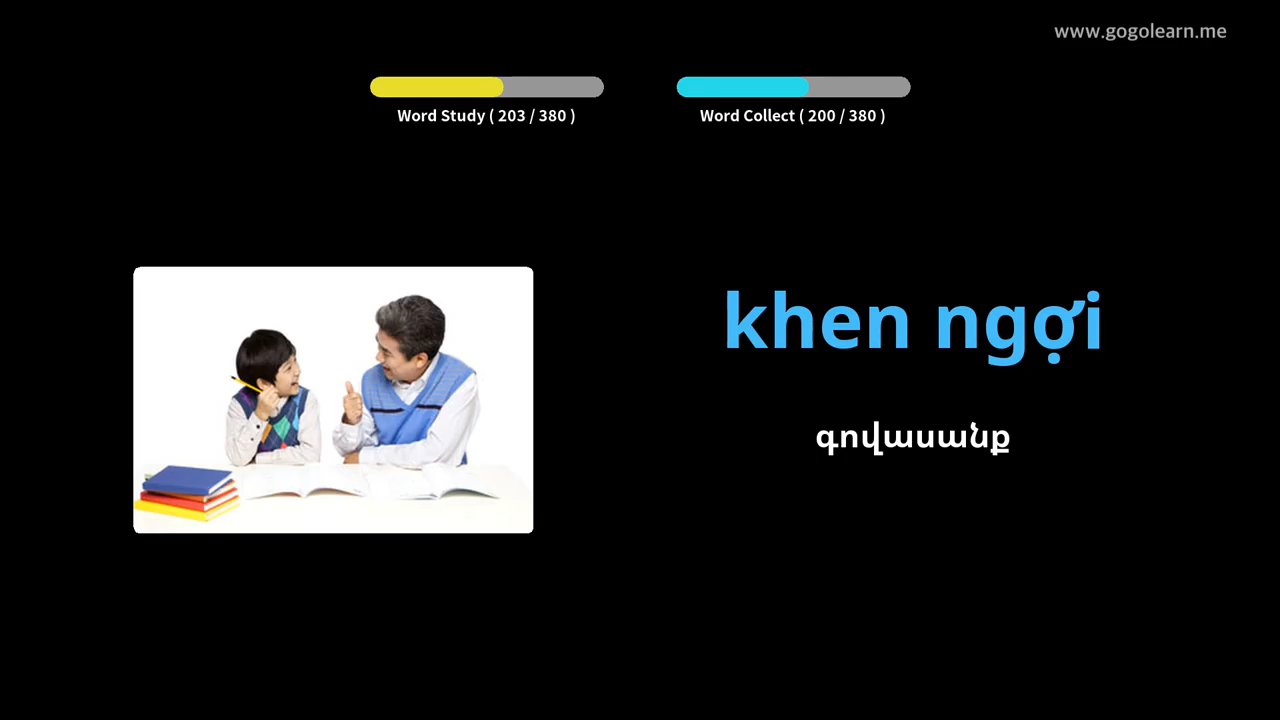 www.gogolearn.me
Word Study ( 203 / 380 )
Word Collect ( 200 / 380 )
khen ngợi
գովասանք